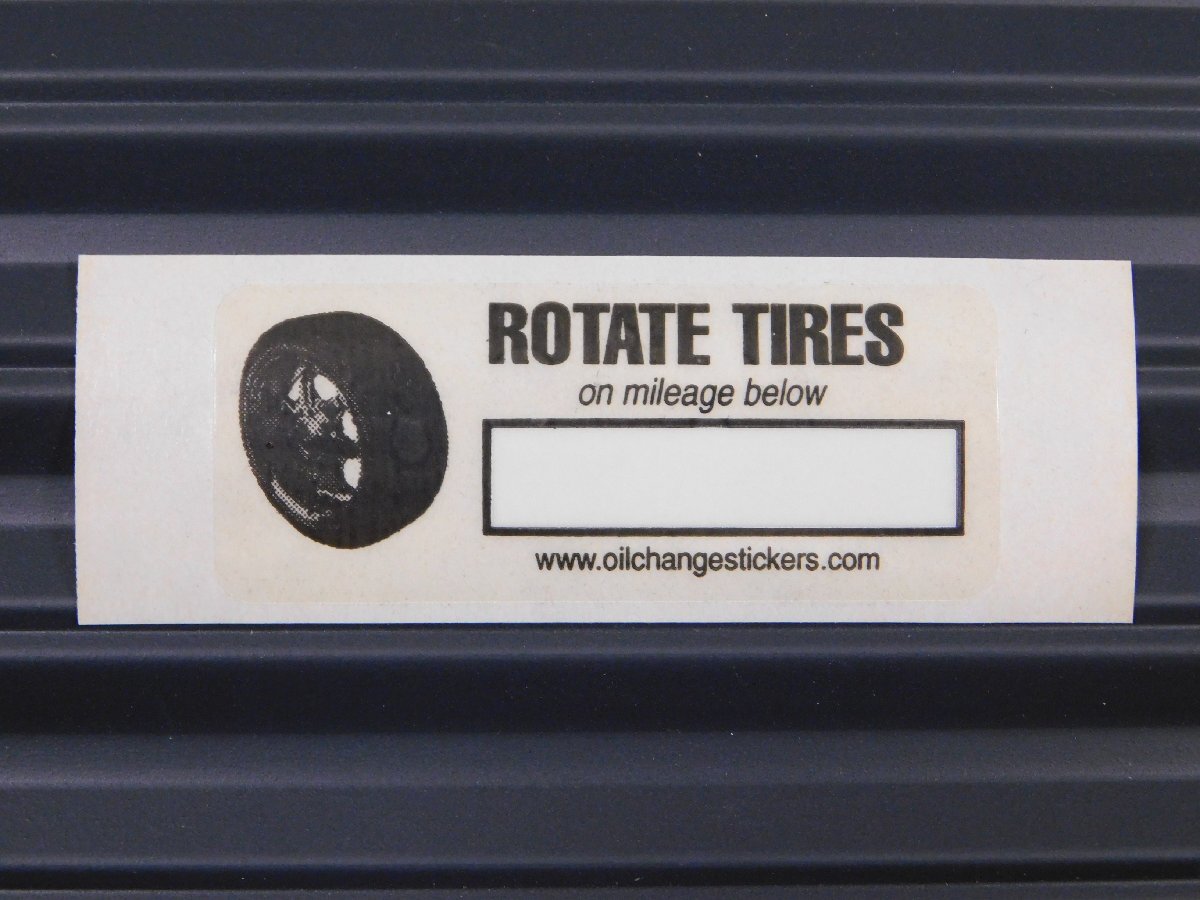 ROTATE TIRES
on mileage below
www.oilchangestickers.com